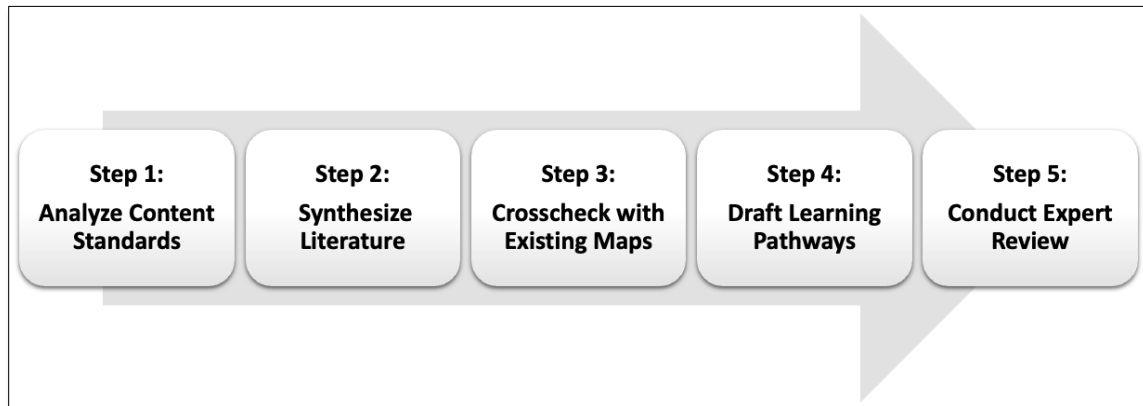 Step 1:
Analyze Content
Standards
Step 2:
Synthesize
Literature
Step 3:
Crosscheck with
Existing Maps
Step 4:
Draft Learning
Pathways
Step 5:
Conduct Expert
Review